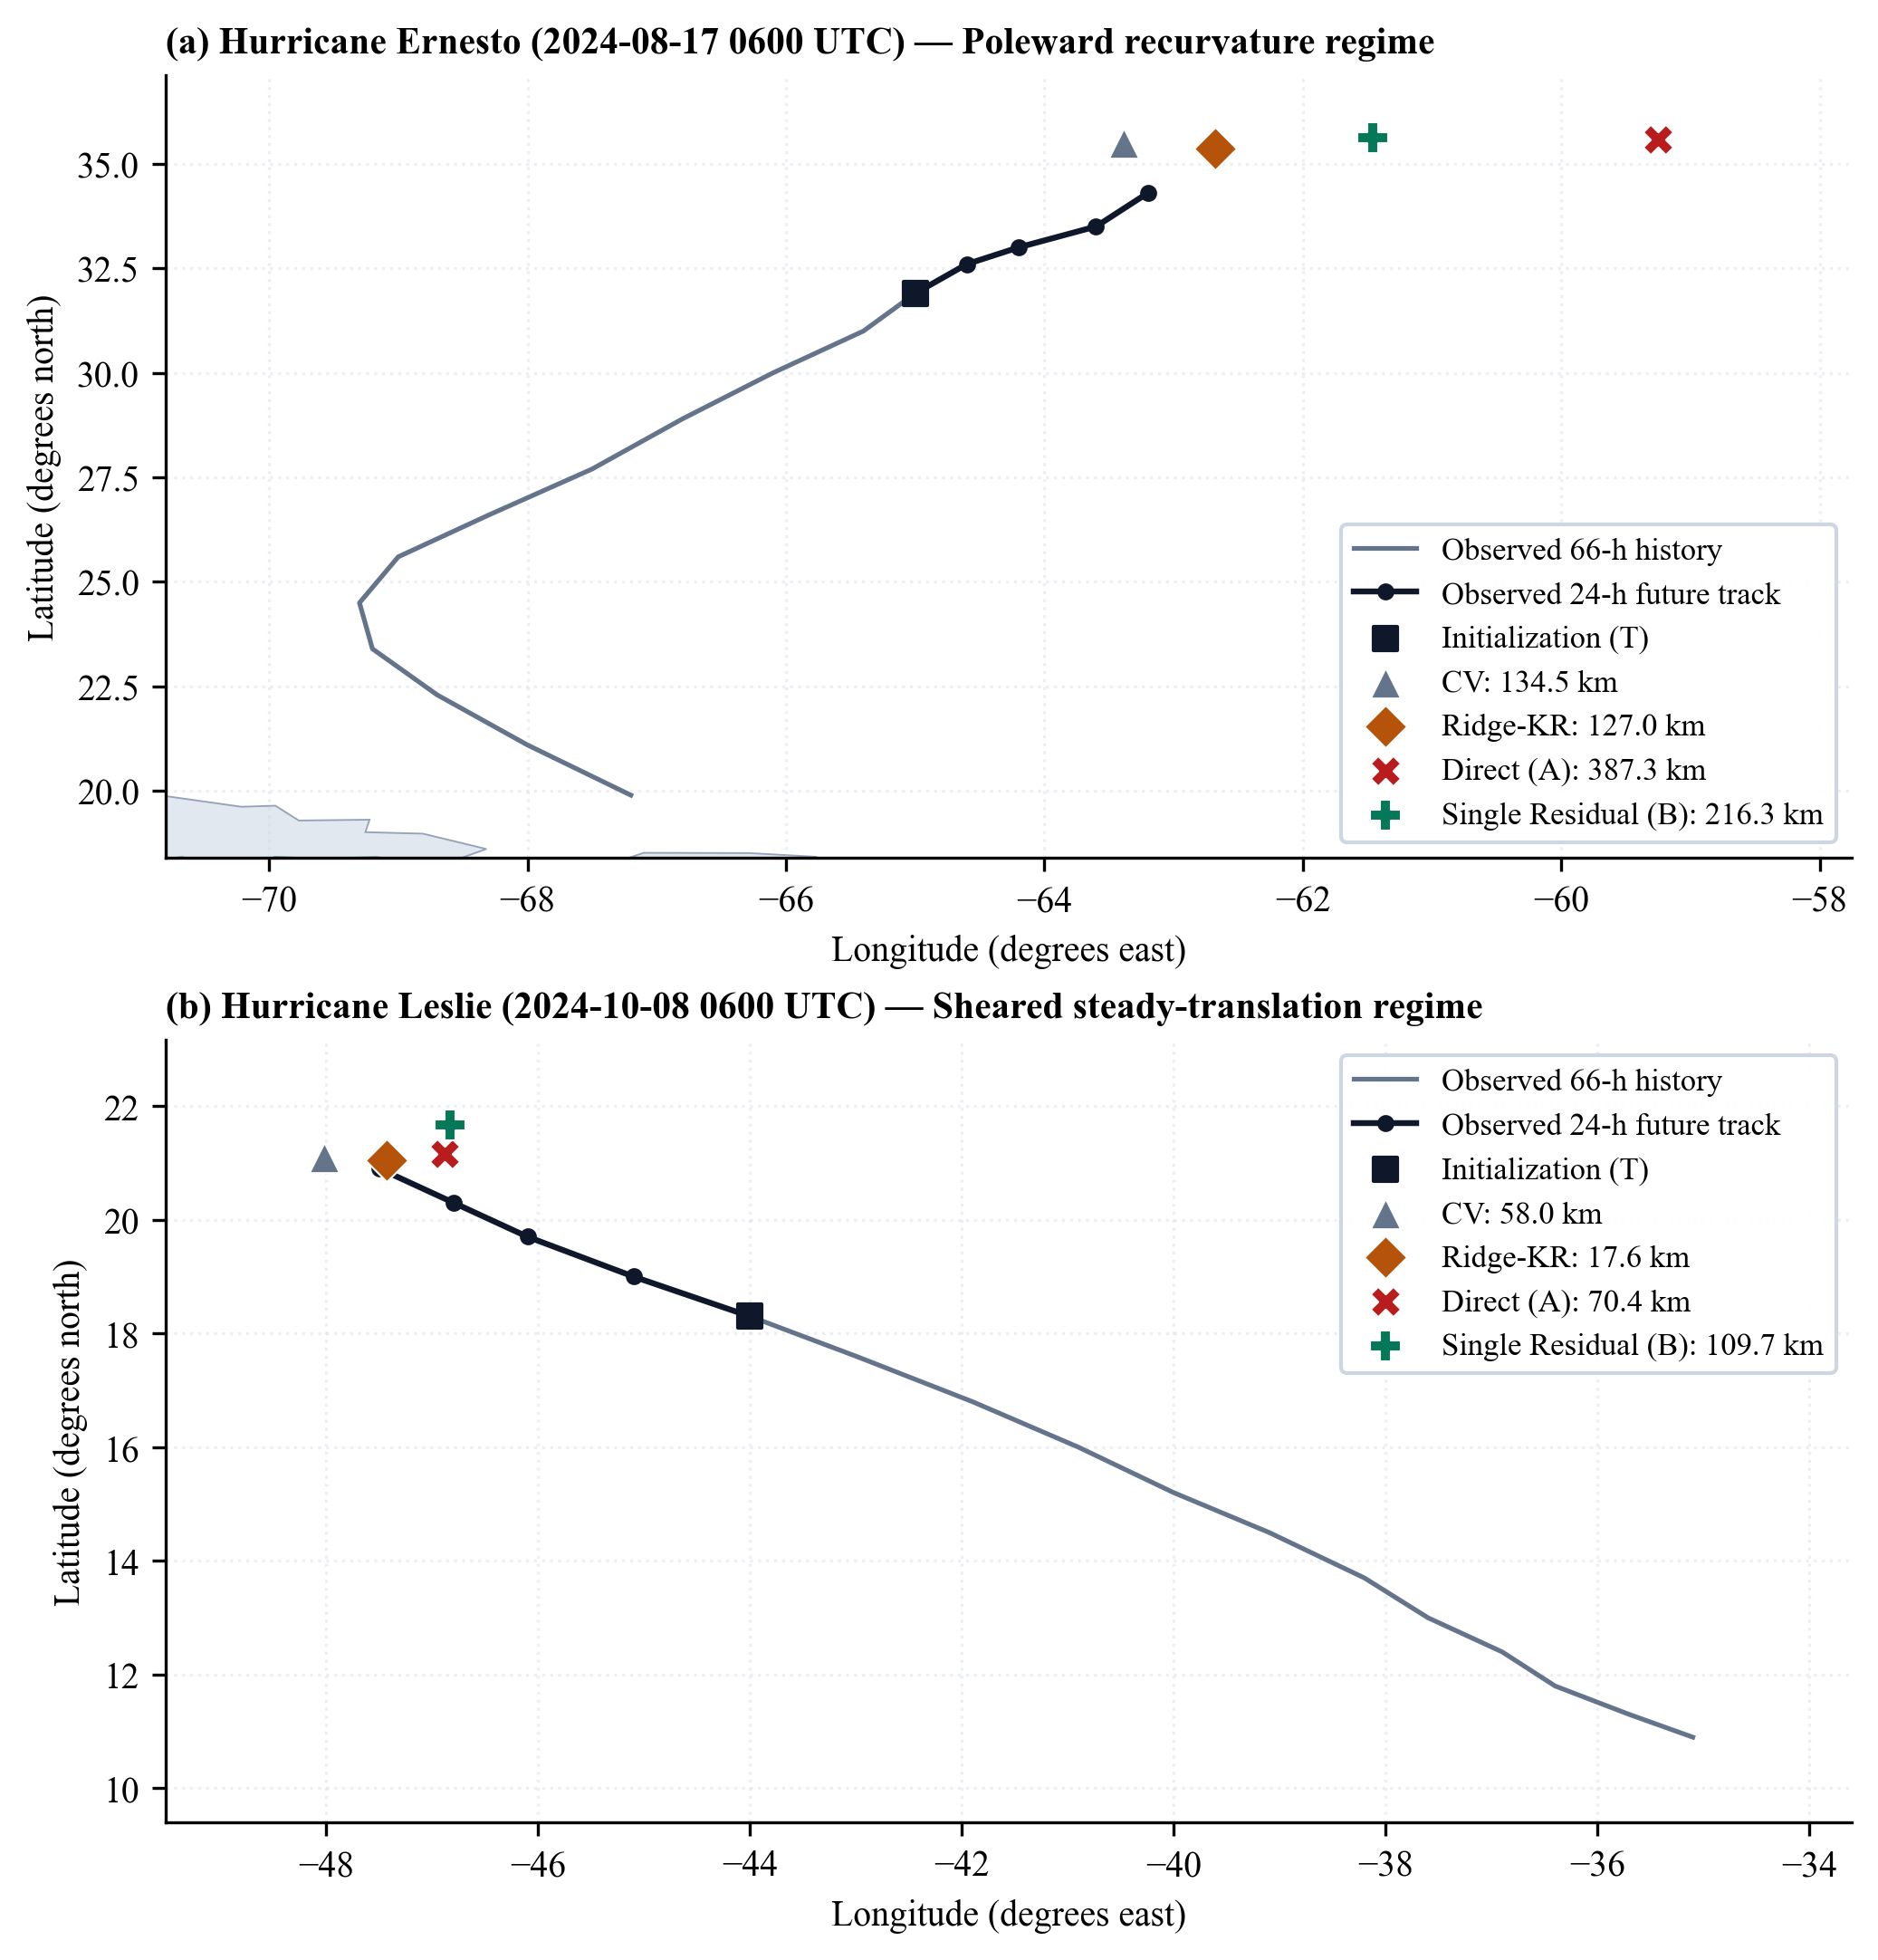 (a) Hurricane Ernesto (2024-08-17 0600 UTC) — Poleward recurvature regime
Latitude (degrees north)
35.0
32.5
30.0
27.5
25.0
22.5
20.0
Observed 66-h history
Observed 24-h future track
Initialization (T)
CV: 134.5 km
Ridge-KR: 127.0 km
Direct (A): 387.3 km
Single Residual (B): 216.3 km
−70 −68 −66 −64 −62 −60 −58
Longitude (degrees east)
(b) Hurricane Leslie (2024-10-08 0600 UTC) — Sheared steady-translation regime
Latitude (degrees north)
22
20
18
16
14
12
10
Observed 66-h history
Observed 24-h future track
Initialization (T)
CV: 58.0 km
Ridge-KR: 17.6 km
Direct (A): 70.4 km
Single Residual (B): 109.7 km
−48 −46 −44 −42 −40 −38 −36 −34
Longitude (degrees east)